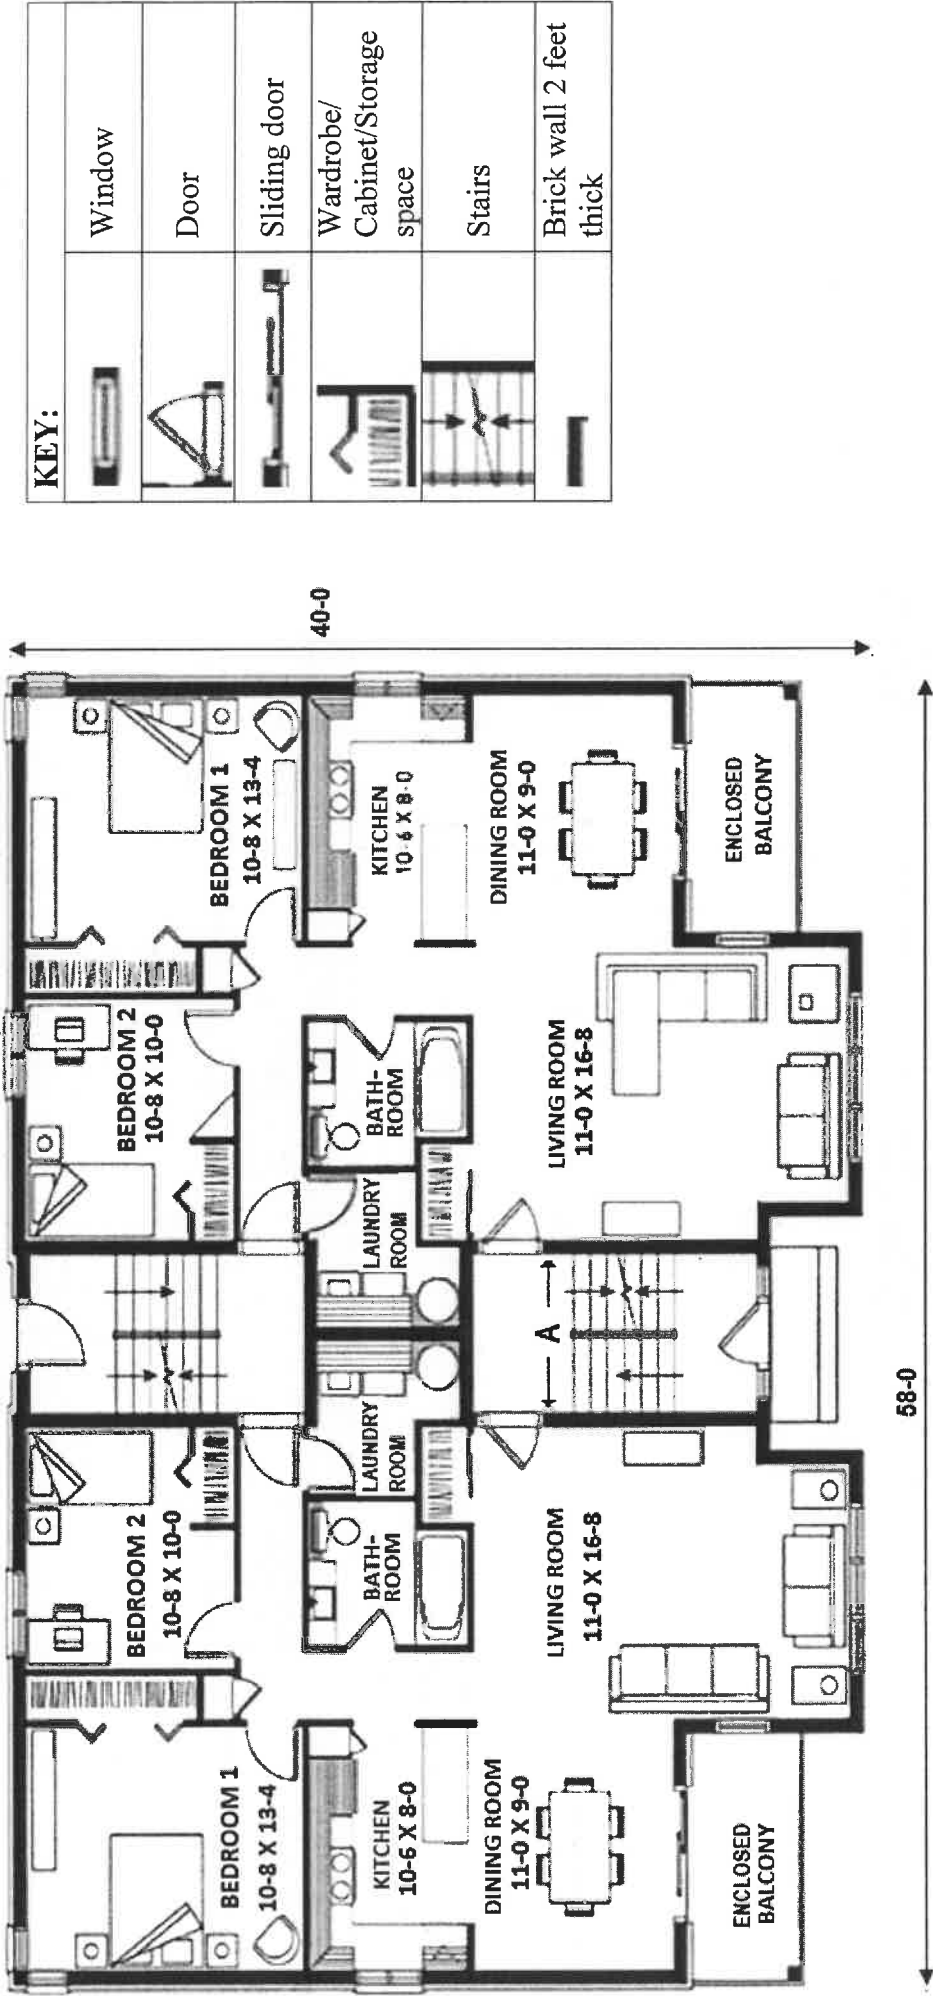 KEY:
Window
Door
Sliding door
Wardrobe/
Cabinet/Storage
space
Stairs
Brick wall 2 feet
thick
BEDROOM 1
10-8 X 13-4
BEDROOM 2
10-8 X 10-0
BEDROOM 2
10-8 X 10-0
BEDROOM 1
10-8 X 13-4
40-0
KITCHEN
10-6 X 8-0
BATH-
ROOM
LAUNDRY
ROOM
LAUNDRY
ROOM
BATH-
ROOM
KITCHEN
10-6 X 8-0
DINING ROOM
11-0 X 9-0
LIVING ROOM
11-0 X 16-8
A
LIVING ROOM
11-0 X 16-8
DINING ROOM
11-0 X 9-0
ENCLOSED
BALCONY
ENCLOSED
BALCONY
58-0